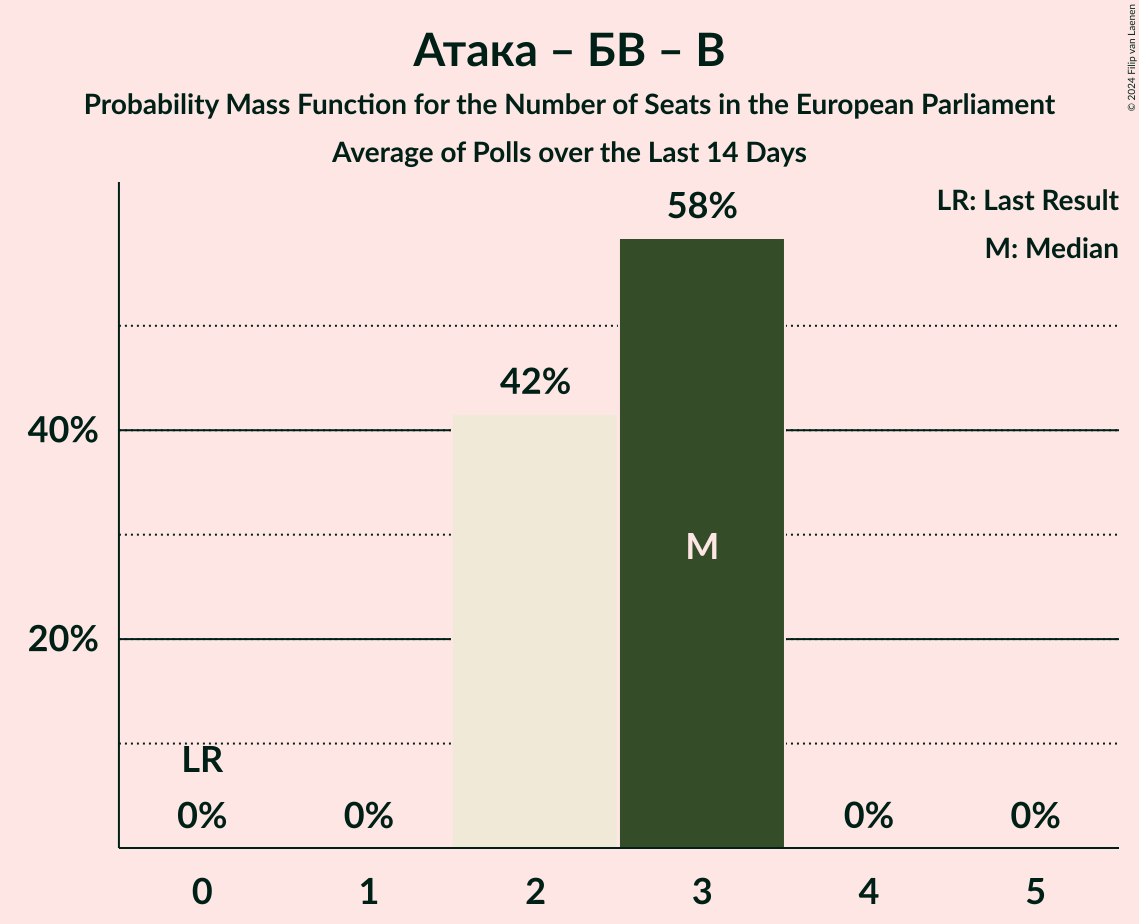 Атака – БВ – В
Probability Mass Function for the Number of Seats in the European Parliament
Average of Polls over the Last 14 Days
© 2024 Filip van Laenen
LR: Last Result
M: Median
58%
42%
40%
M
20%
LR
0%
0%
0%
0%
0
1
2
3
4
5